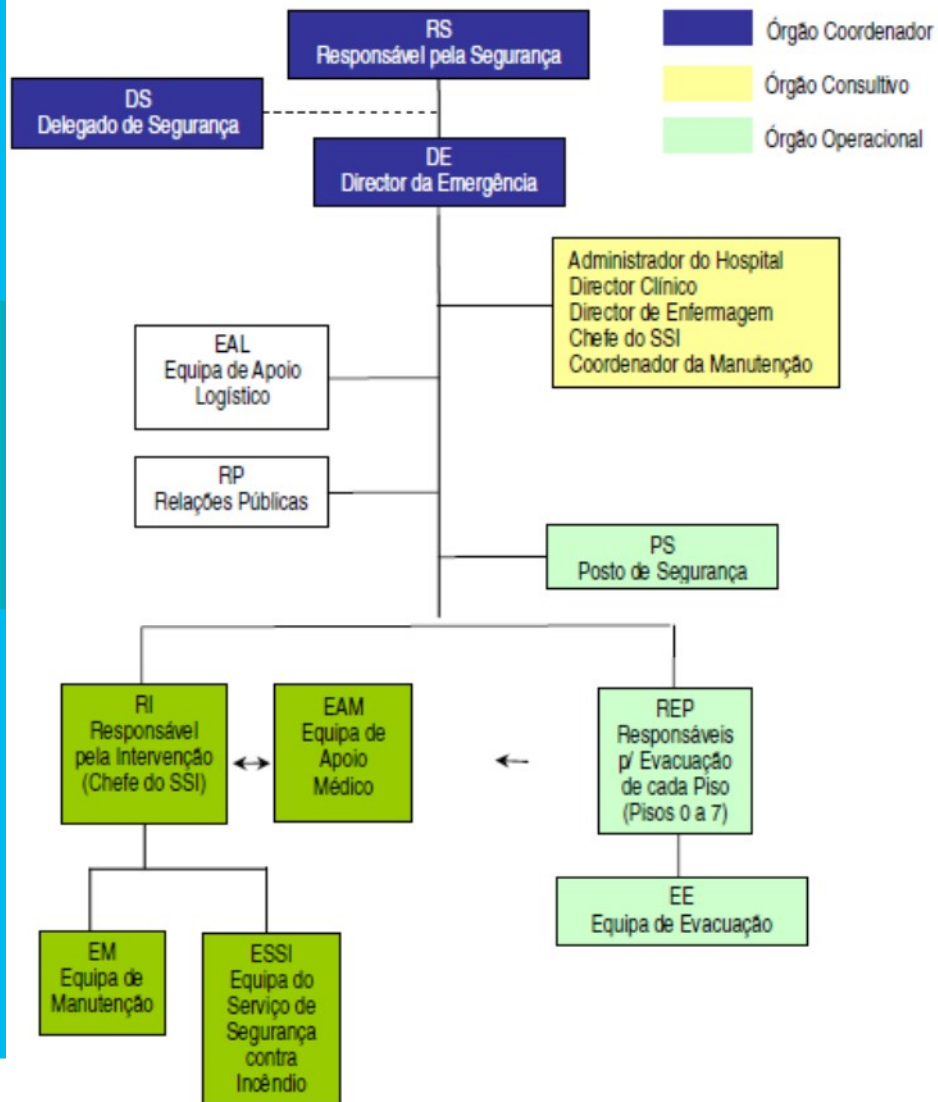 RS
Responsável pela Segurança
Órgão Coordenador
Órgão Consultivo
Órgão Operacional
DS
Delegado de Segurança
DE
Director da Emergência
Administrador do Hospital
Director Clínico
Director de Enfermagem
Chefe do SSI
Coordenador da Manutenção
EAL
Equipa de Apoio
Logístico
RP
Relações Públicas
PS
Posto de Segurança
RI
Responsável
pela Intervenção
(Chefe do SSI)
EAM
Equipa de
Apoio
Médico
REP
Responsáveis
p/ Evacuação
de cada Piso
(Pisos 0 a 7)
EM
Equipa de
Manutenção
ESSI
Equipa do
Serviço de
Segurança
contra
Incêndio
EE
Equipa de Evacuação